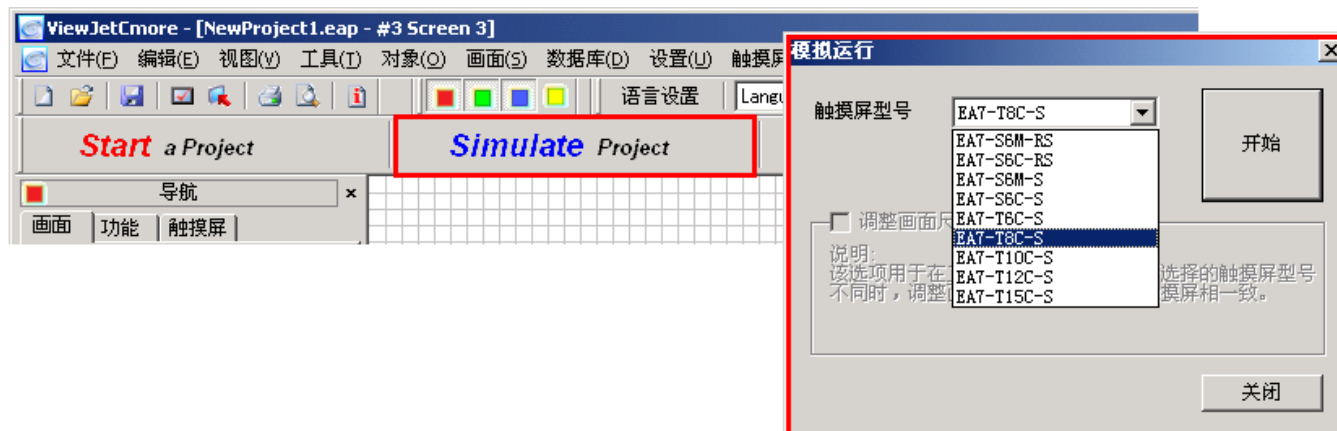 ViewJetCmore - [NewProject1.eap - #3 Screen 3]
文件(F) 编辑(E) 视图(V) 工具(T) 对象(O) 画面(S) 数据库(D) 设置(U) 触摸屏
语言设置
Start a Project
Simulate Project
导航
画面 功能 触摸屏
模拟运行
触摸屏型号 EA7-T8C-S
开始
EA7-S6M-RS
EA7-S6C-RS
EA7-S6M-S
EA7-S6C-S
EA7-T6C-S
EA7-T8C-S
EA7-T10C-S
EA7-T12C-S
EA7-T15C-S
调整画面
说明:
该选项用于在 选择的触摸屏型号
不同时，调整 摸屏相一致。
关闭